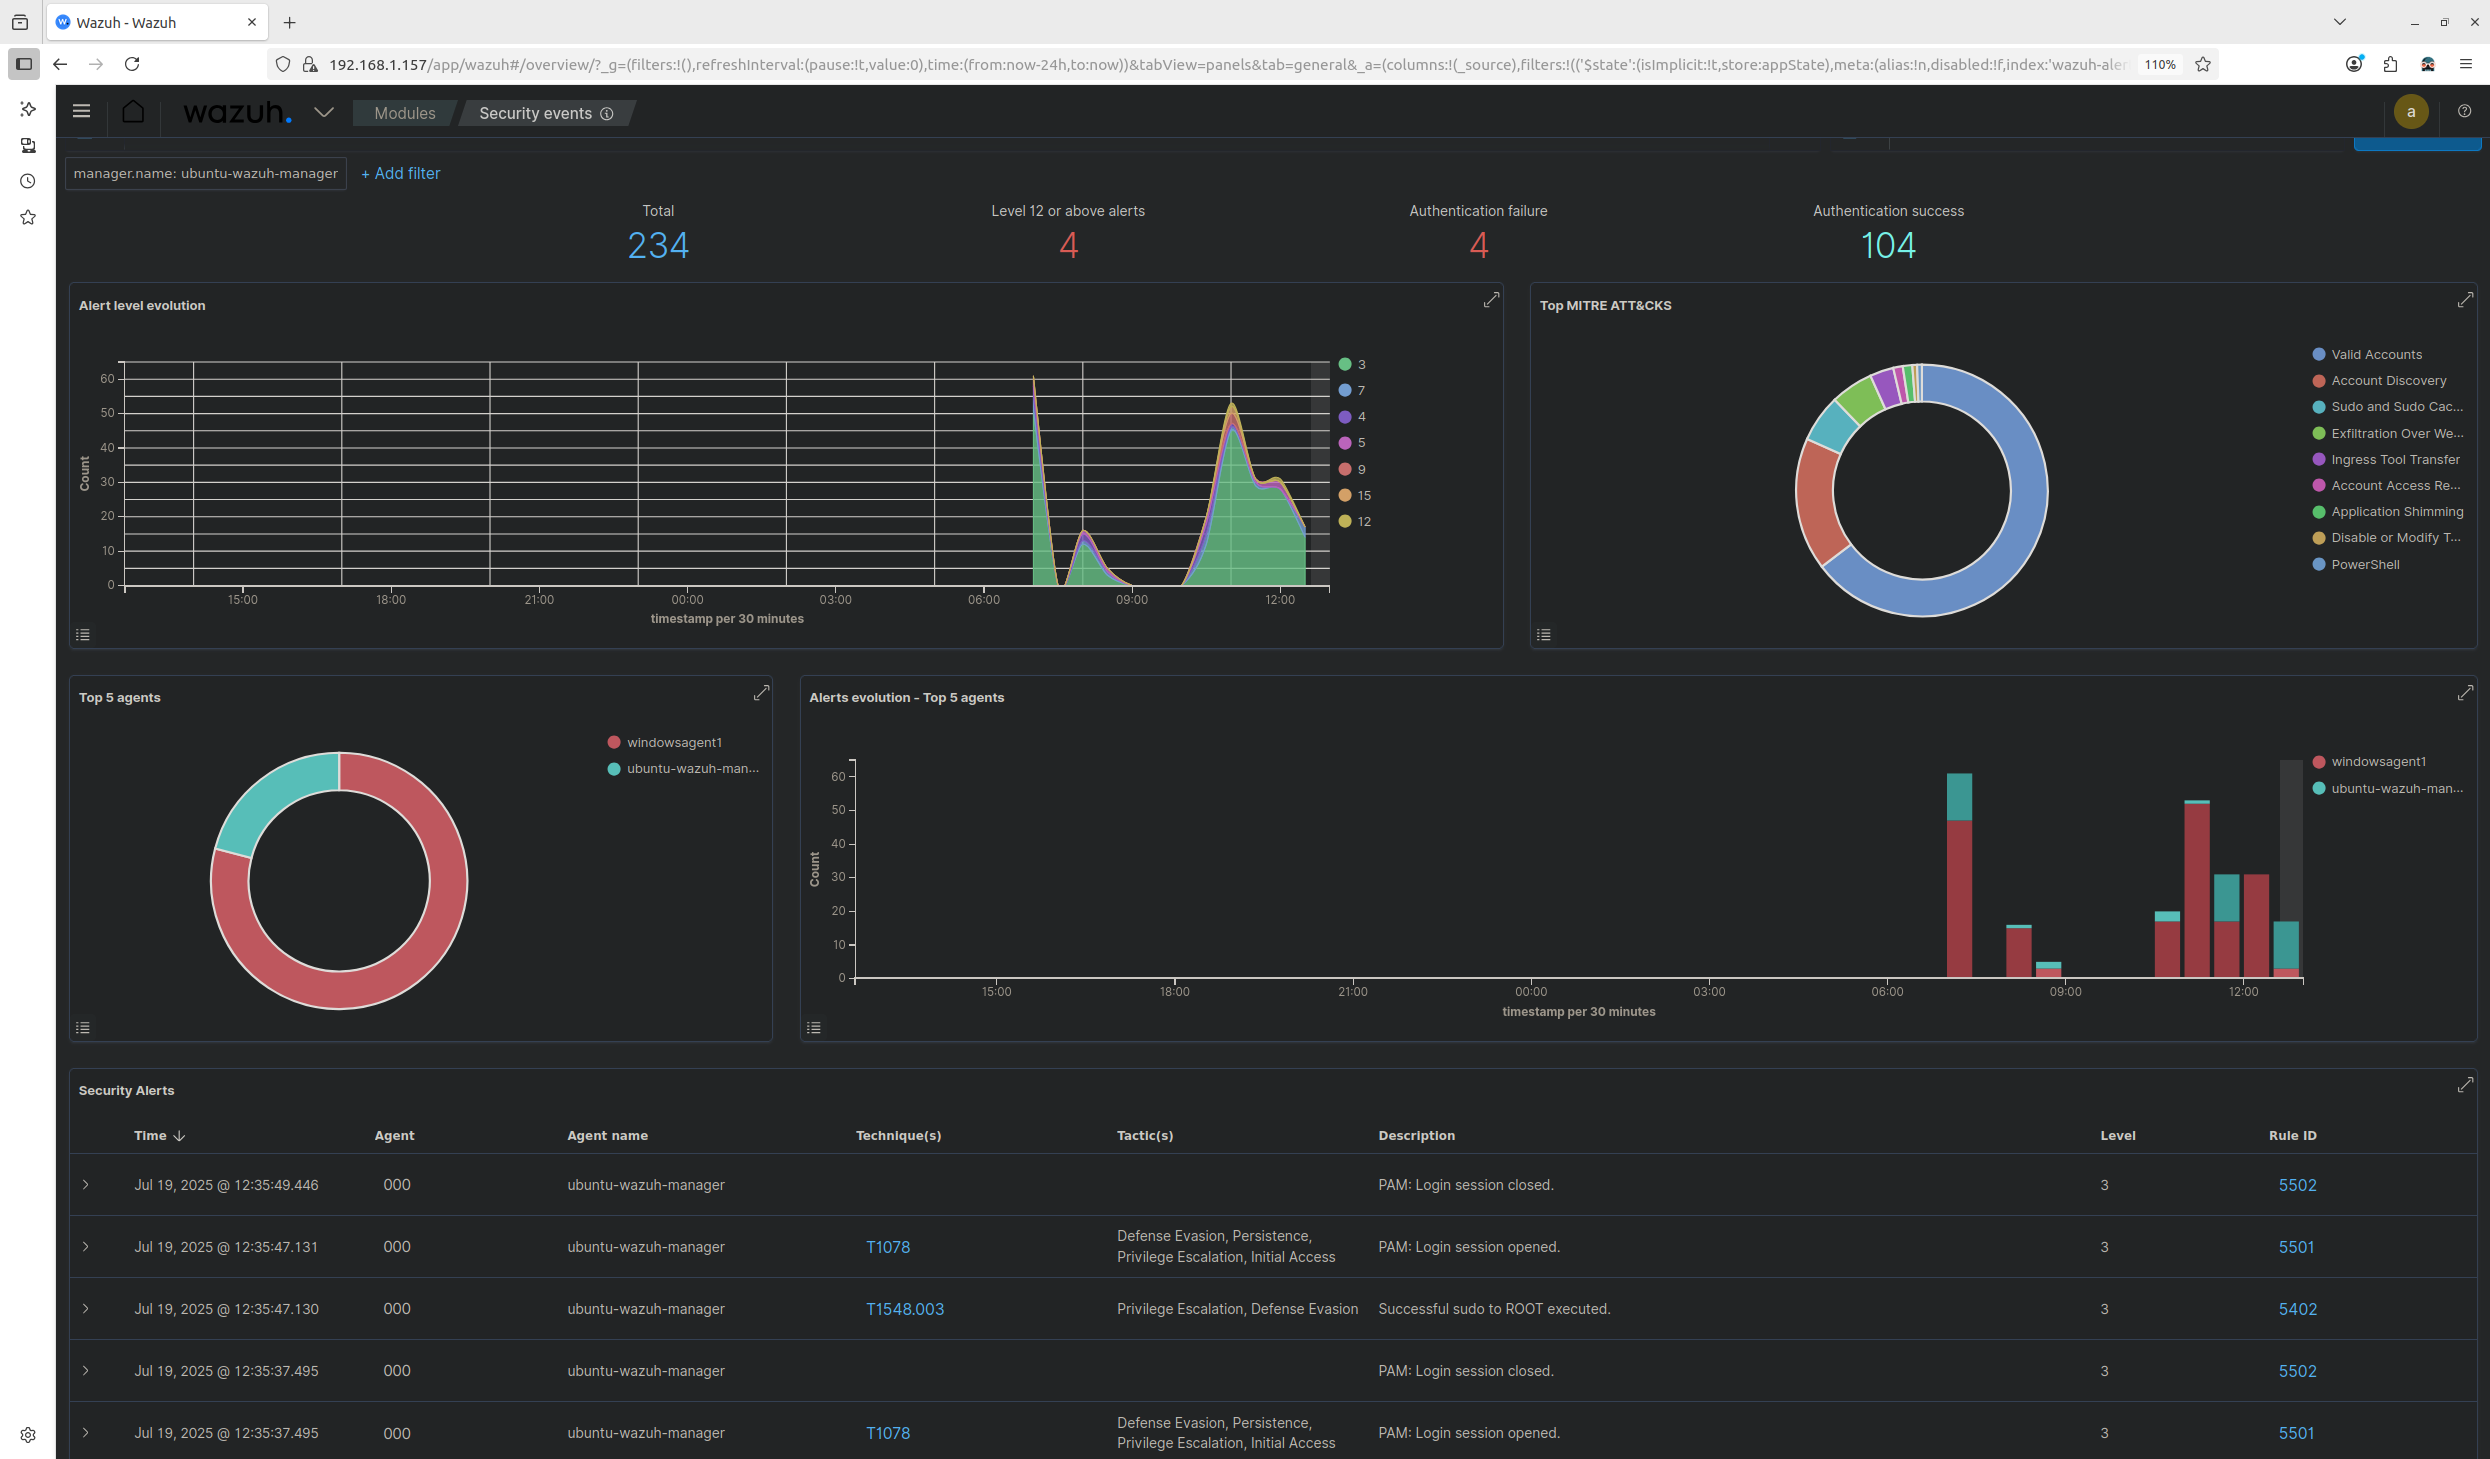 Wazuh - Wazuh
192.168.1.157/app/wazuh#/overview/?_g=(filters:!(),refreshInterval:(pause:!t,value:0),time:(from:now-24h,to:now))&tabView=panels&tab=general&_a=(columns:!(_source),filters:!(('$state':(isImplicit:!t,store:appState),meta:(alias:!n,disabled:!f,index:'wazuh-aler
110%
wazuh.
Modules
Security events
a
manager.name: ubuntu-wazuh-manager
+ Add filter
Total
234
Level 12 or above alerts
4
Authentication failure
4
Authentication success
104
Alert level evolution
60
50
40
30
20
10
0
Count
15:00 18:00 21:00 00:00 03:00 06:00 09:00 12:00
timestamp per 30 minutes
3
7
4
5
9
15
12
Top MITRE ATT&CKS
Valid Accounts
Account Discovery
Sudo and Sudo Cac...
Exfiltration Over We...
Ingress Tool Transfer
Account Access Re...
Application Shimming
Disable or Modify T...
PowerShell
Top 5 agents
windowsagent1
ubuntu-wazuh-man...
Alerts evolution - Top 5 agents
60
50
40
30
20
10
0
Count
15:00 18:00 21:00 00:00 03:00 06:00 09:00 12:00
timestamp per 30 minutes
windowsagent1
ubuntu-wazuh-man...
Security Alerts
Time Agent Agent name Technique(s) Tactic(s) Description Level Rule ID
Jul 19, 2025 @ 12:35:49.446 000 ubuntu-wazuh-manager PAM: Login session closed. 3 5502
Jul 19, 2025 @ 12:35:47.131 000 ubuntu-wazuh-manager T1078 Defense Evasion, Persistence,
Privilege Escalation, Initial Access PAM: Login session opened. 3 5501
Jul 19, 2025 @ 12:35:47.130 000 ubuntu-wazuh-manager T1548.003 Privilege Escalation, Defense Evasion Successful sudo to ROOT executed. 3 5402
Jul 19, 2025 @ 12:35:37.495 000 ubuntu-wazuh-manager PAM: Login session closed. 3 5502
Jul 19, 2025 @ 12:35:37.495 000 ubuntu-wazuh-manager T1078 Defense Evasion, Persistence,
Privilege Escalation, Initial Access PAM: Login session opened. 3 5501